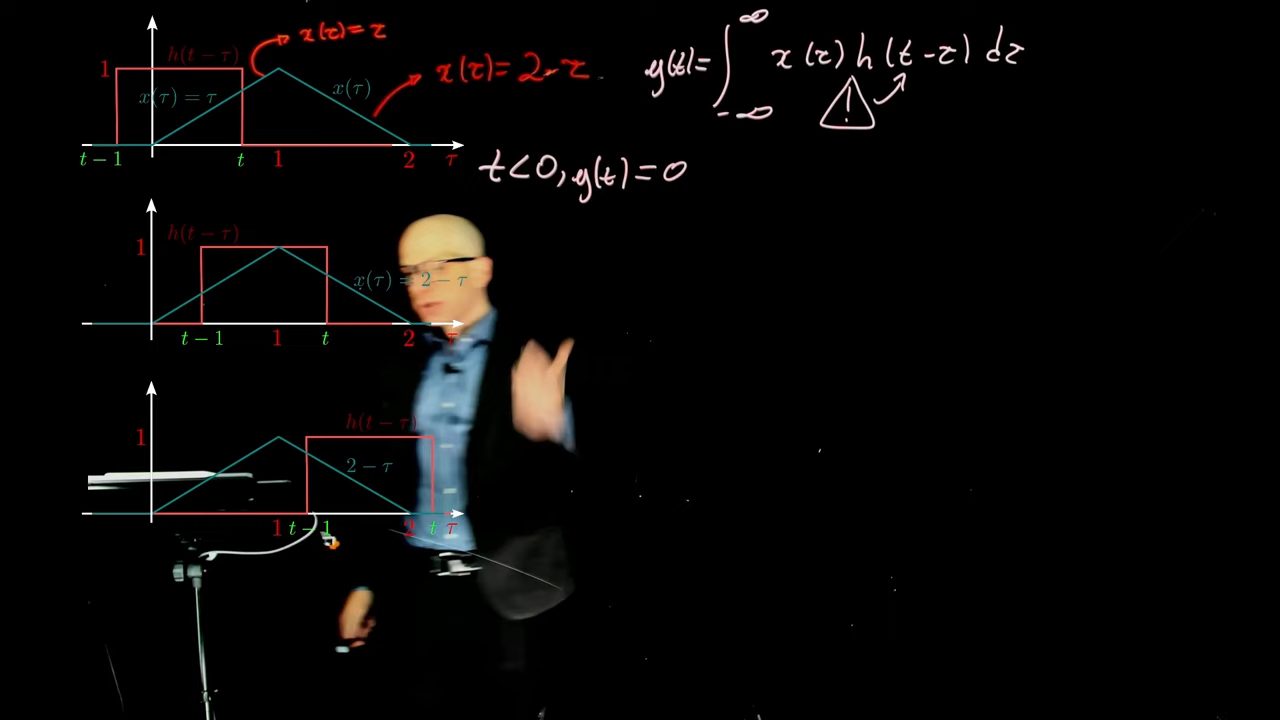 x(τ) = τ
h(t − τ)
1
x(τ) = τ
x(τ)
x(τ) = 2 - τ
t − 1
t
1
2
τ
y(t) = ∫_{-∞}^{∞} x(τ) h(t - τ) dτ
!
t < 0, y(t) = 0
h(t − τ)
1
x(τ) = 2 − τ
t − 1
1
t
2
τ
h(t − τ)
1
2 − τ
1
t − 1
2
t
τ